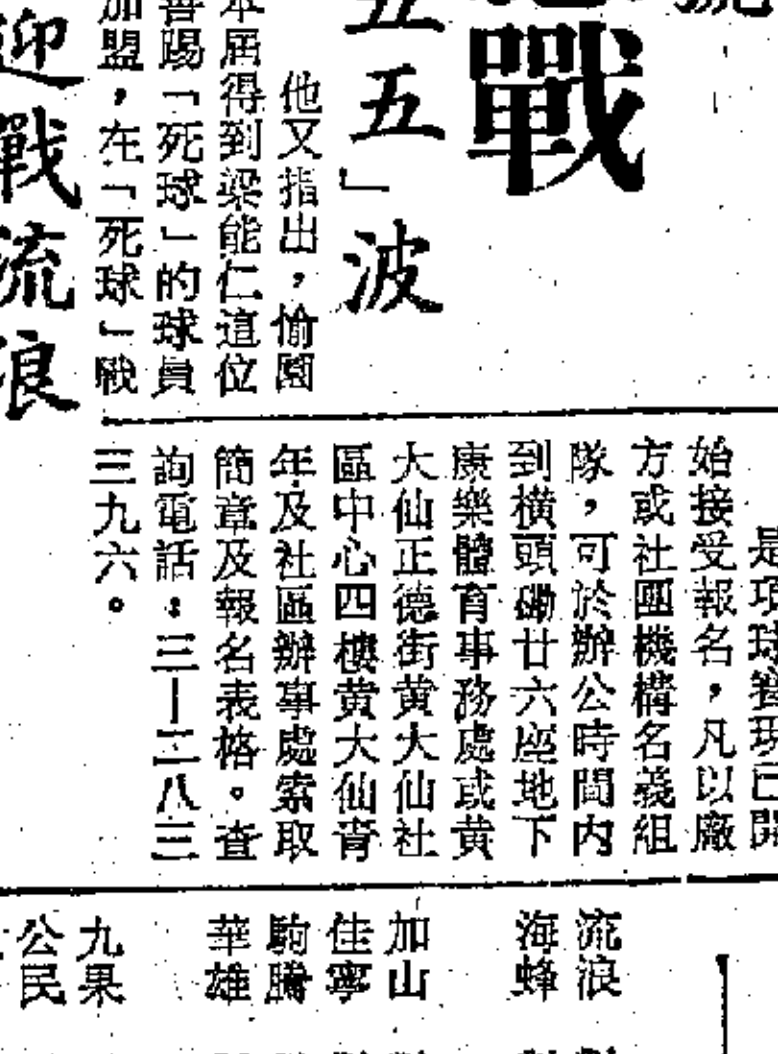 戰
五五」波
他又指出，愉園
本屆得到梁能仁這位
善踢「死球」的球員
加盟，在「死球」戰
迎戰流浪
是項球賽現已開
始接受報名，凡以廠
方或社團機構名義組
隊，可於辦公時間內
到橫頭磡廿六座地下
康樂體育事務處或黃
大仙正德街黃大仙社
區中心四樓黃大仙青
年及社區辦事處索取
簡章及報名表格。查
詢電話：三—二八三
三九六。
流浪
海蜂
加山
佳寧
駒騰
華雄
九果
公民